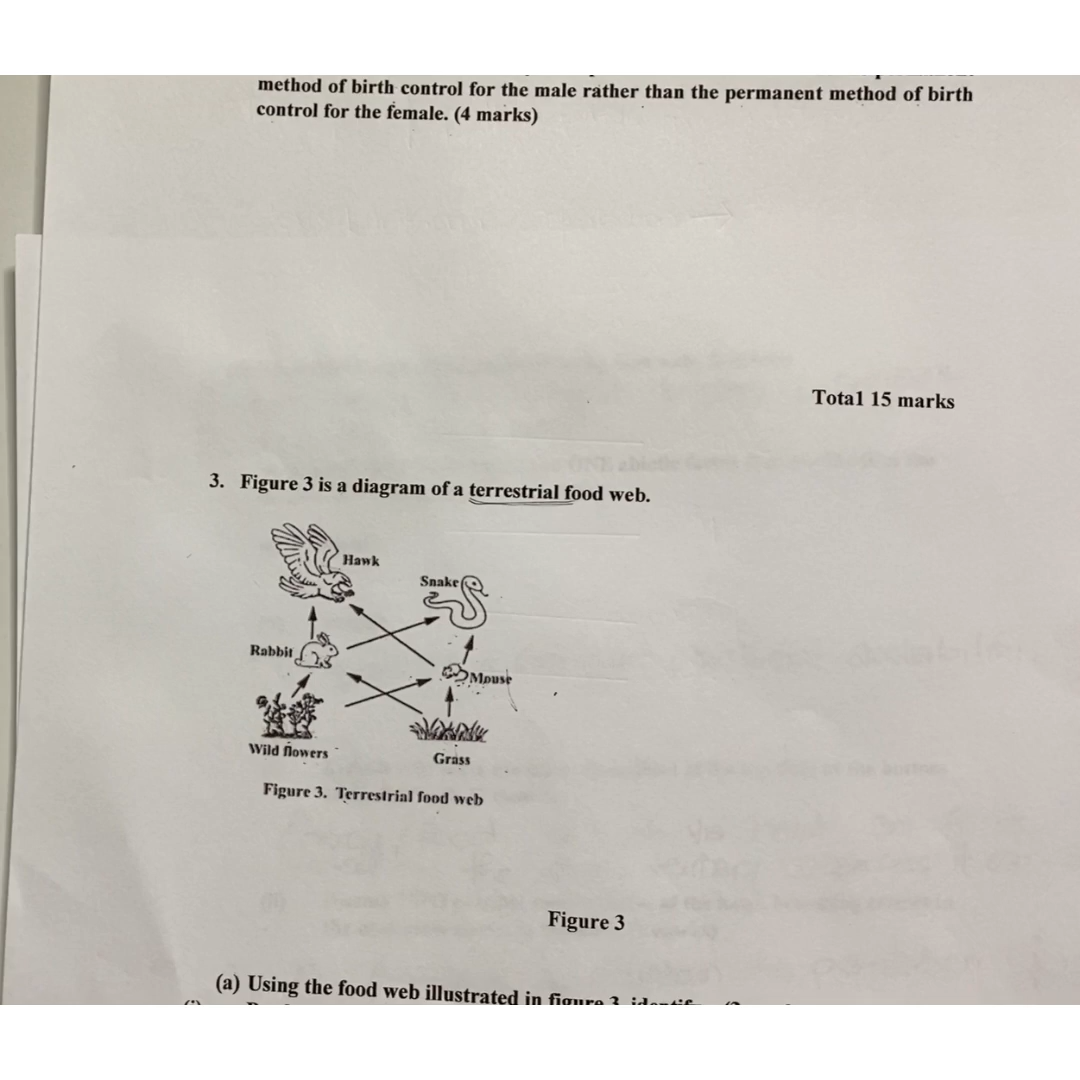 method of birth control for the male rather than the permanent method of birth
control for the female. (4 marks)
Total 15 marks
3. Figure 3 is a diagram of a terrestrial food web.
Hawk
Snake
Rabbit
Mouse
Wild flowers
Grass
Figure 3. Terrestrial food web
Figure 3
(a) Using the food web illustrated in figure 3